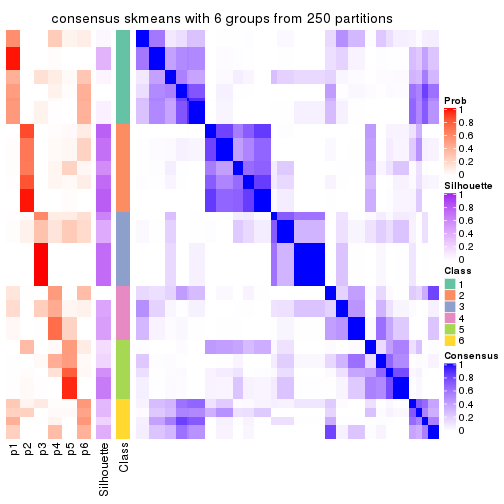 consensus skmeans with 6 groups from 250 partitions
Prob
1
0.8
0.6
0.4
0.2
0
Silhouette
1
0.8
0.6
0.4
0.2
0
Class
1
2
3
4
5
6
Consensus
1
0.8
0.6
0.4
0.2
0
p1
p2
p3
p4
p5
p6
Silhouette
Class